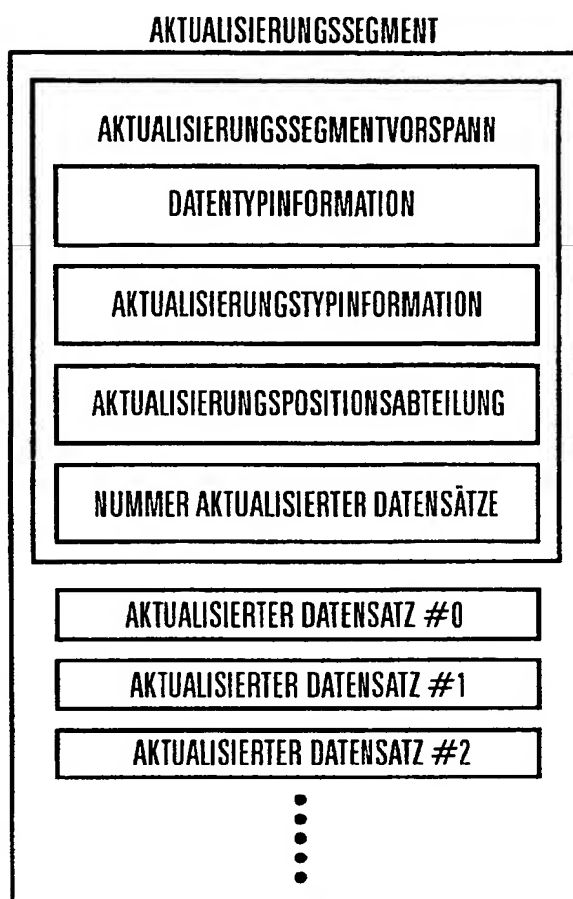 AKTUALISIERUNGSSEGMENT
AKTUALISIERUNGSSEGMENTVORSPANN
DATENTYPINFORMATION
AKTUALISIERUNGSTYPINFORMATION
AKTUALISIERUNGSPOSITIONSABTEILUNG
NUMMER AKTUALISIERTER DATENSÄTZE
AKTUALISIERTER DATENSATZ #0
AKTUALISIERTER DATENSATZ #1
AKTUALISIERTER DATENSATZ #2